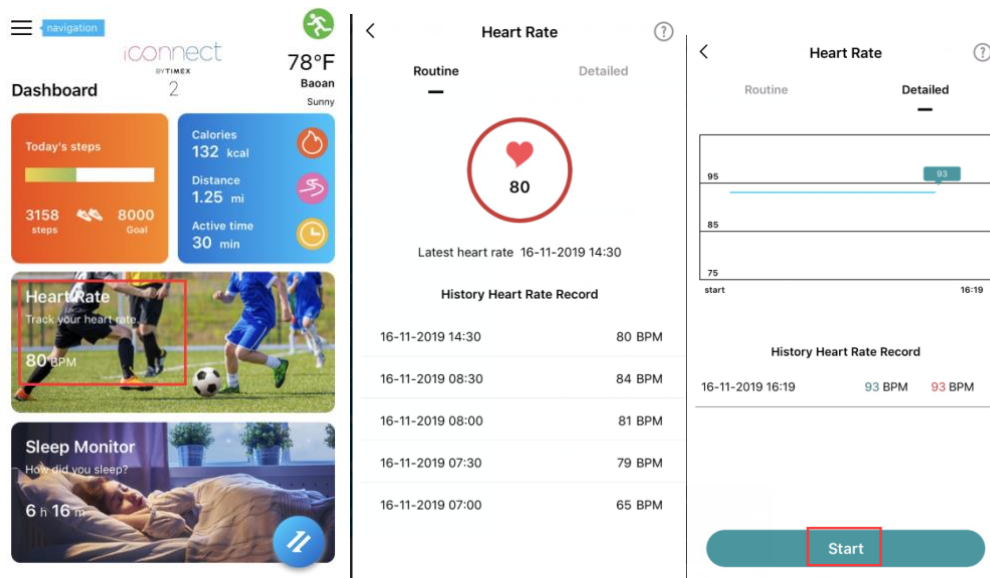 navigation
iconnect
BY TIMEX
2
78°F
Baoan
Sunny
Dashboard
Today's steps
3158
steps
8000
Goal
Calories
132 kcal
Distance
1.25 mi
Active time
30 min
Heart Rate
Track your heart rate.
80 BPM
Sleep Monitor
How did you sleep?
6 h 16 m
Heart Rate
?
Routine
Detailed
80
Latest heart rate 16-11-2019 14:30
History Heart Rate Record
16-11-2019 14:30 80 BPM
16-11-2019 08:30 84 BPM
16-11-2019 08:00 81 BPM
16-11-2019 07:30 79 BPM
16-11-2019 07:00 65 BPM
Heart Rate
?
Routine
Detailed
93
95
85
75
start
16:19
History Heart Rate Record
16-11-2019 16:19 93 BPM 93 BPM
Start